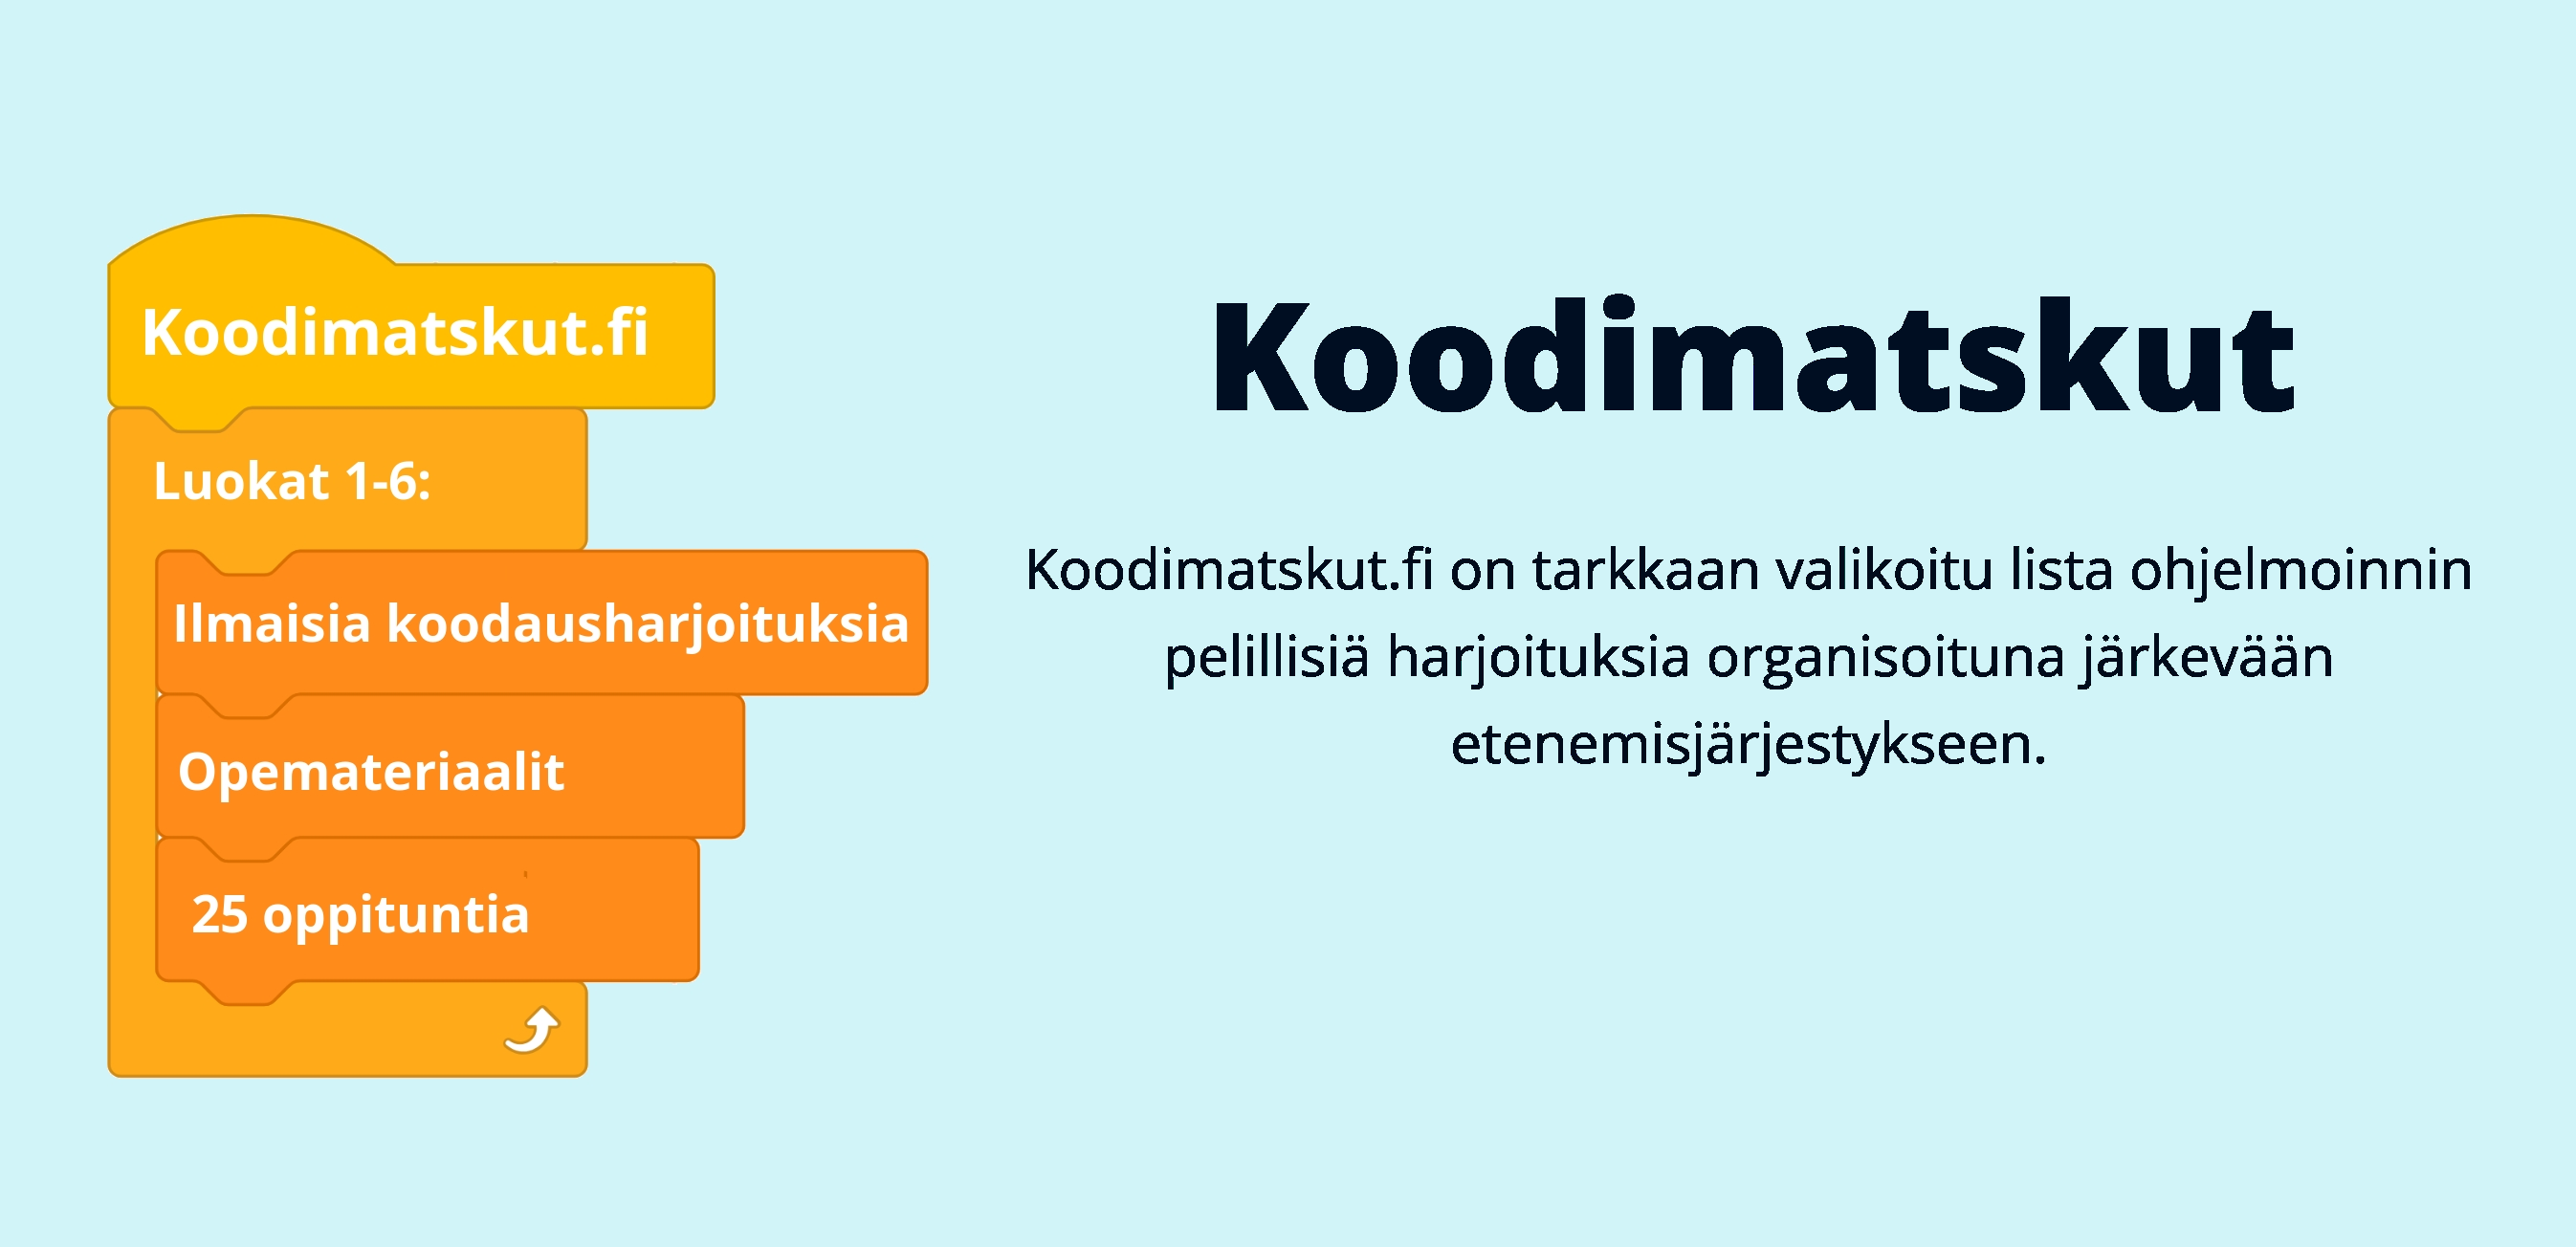 Koodimatskut.fi
Luokat 1-6:
Ilmaisia koodausharjoituksia
Opemateriaalit
25 oppituntia
Koodimatskut
Koodimatskut.fi on tarkkaan valikoitu lista ohjelmoinnin
pelillisiä harjoituksia organisoituna järkevään
etenemisjärjestykseen.